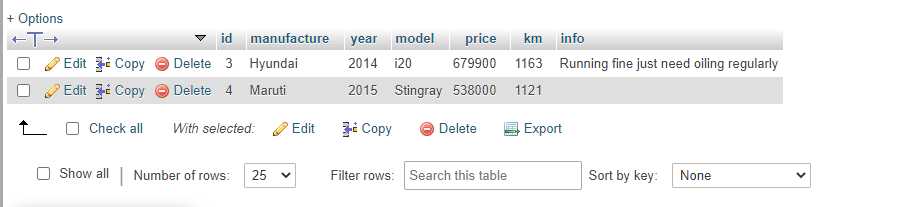 + Options
←T→ id manufacture year model price km info
Edit Copy Delete 3 Hyundai 2014 i20 679900 1163 Running fine just need oiling regularly
Edit Copy Delete 4 Maruti 2015 Stingray 538000 1121
Check all With selected: Edit Copy Delete Export
Show all | Number of rows: 25 Filter rows: Search this table Sort by key: None